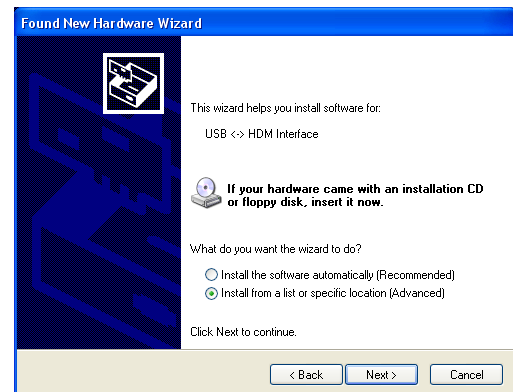 Found New Hardware Wizard
This wizard helps you install software for:
USB <-> HDM Interface
If your hardware came with an installation CD
or floppy disk, insert it now.
What do you want the wizard to do?
Install the software automatically (Recommended)
Install from a list or specific location (Advanced)
Click Next to continue.
< Back Next > Cancel